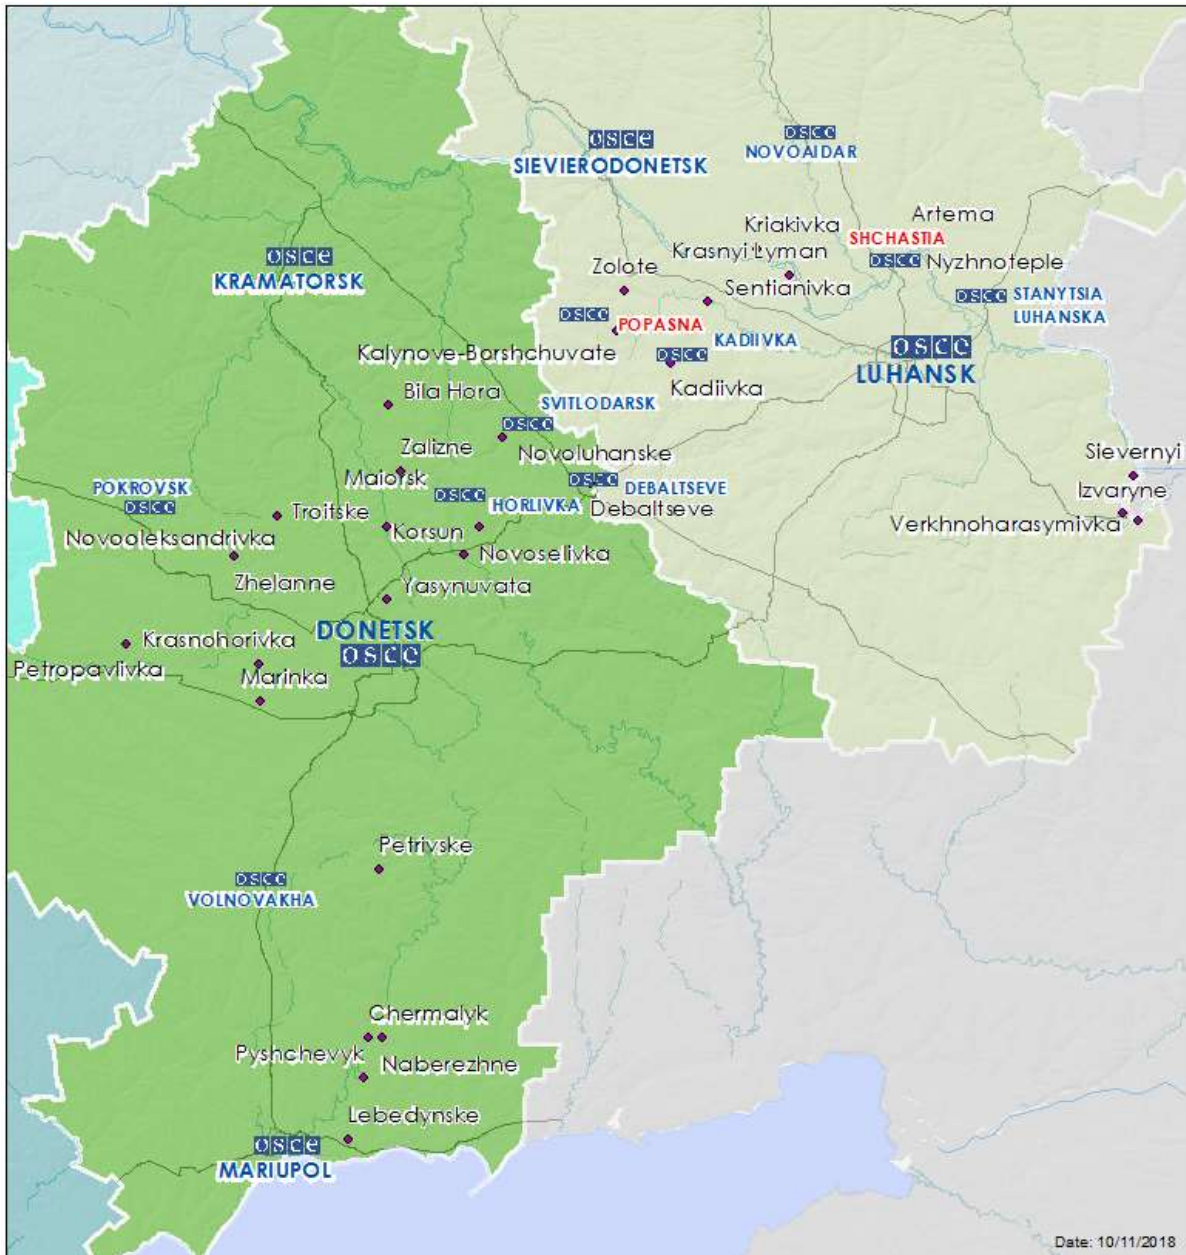 osce
SIEVIERODONETSK
osce
NOVOAIDAR
Artema
Kriakivka
SHCHASTIA
osce
KRAMATORSK
Krasnyi Lyman
osce
Nyzhnoteple
Zolote
Sentianivka
osce
STANYTSIA
LUHANSKA
osce
POPASNA
KADIIVKA
osce
LUHANSK
Kalynove-Borshchuvate
osce
Kadiivka
Bila Hora
SVITLODARSK
osce
Zalizne
Novoluhanske
Sievernyi
Maiorsk
osce
DEBALTSEVE
POKROVSK
osce
osce
HORLIVKA
Izvaryne
Troitske
Debaltseve
Verkhnoharasymivka
Novooleksandrivka
Korsun
Novoselivka
Zhelanne
Yasynuvata
DONETSK
osce
Krasnohorivka
Petropavlivka
Marinka
Petrivske
osce
VOLNOVAKHA
Chermalyk
Pyshchevyk
Naberezhne
Lebedynske
osce
MARIUPOL
Date: 10/11/2018